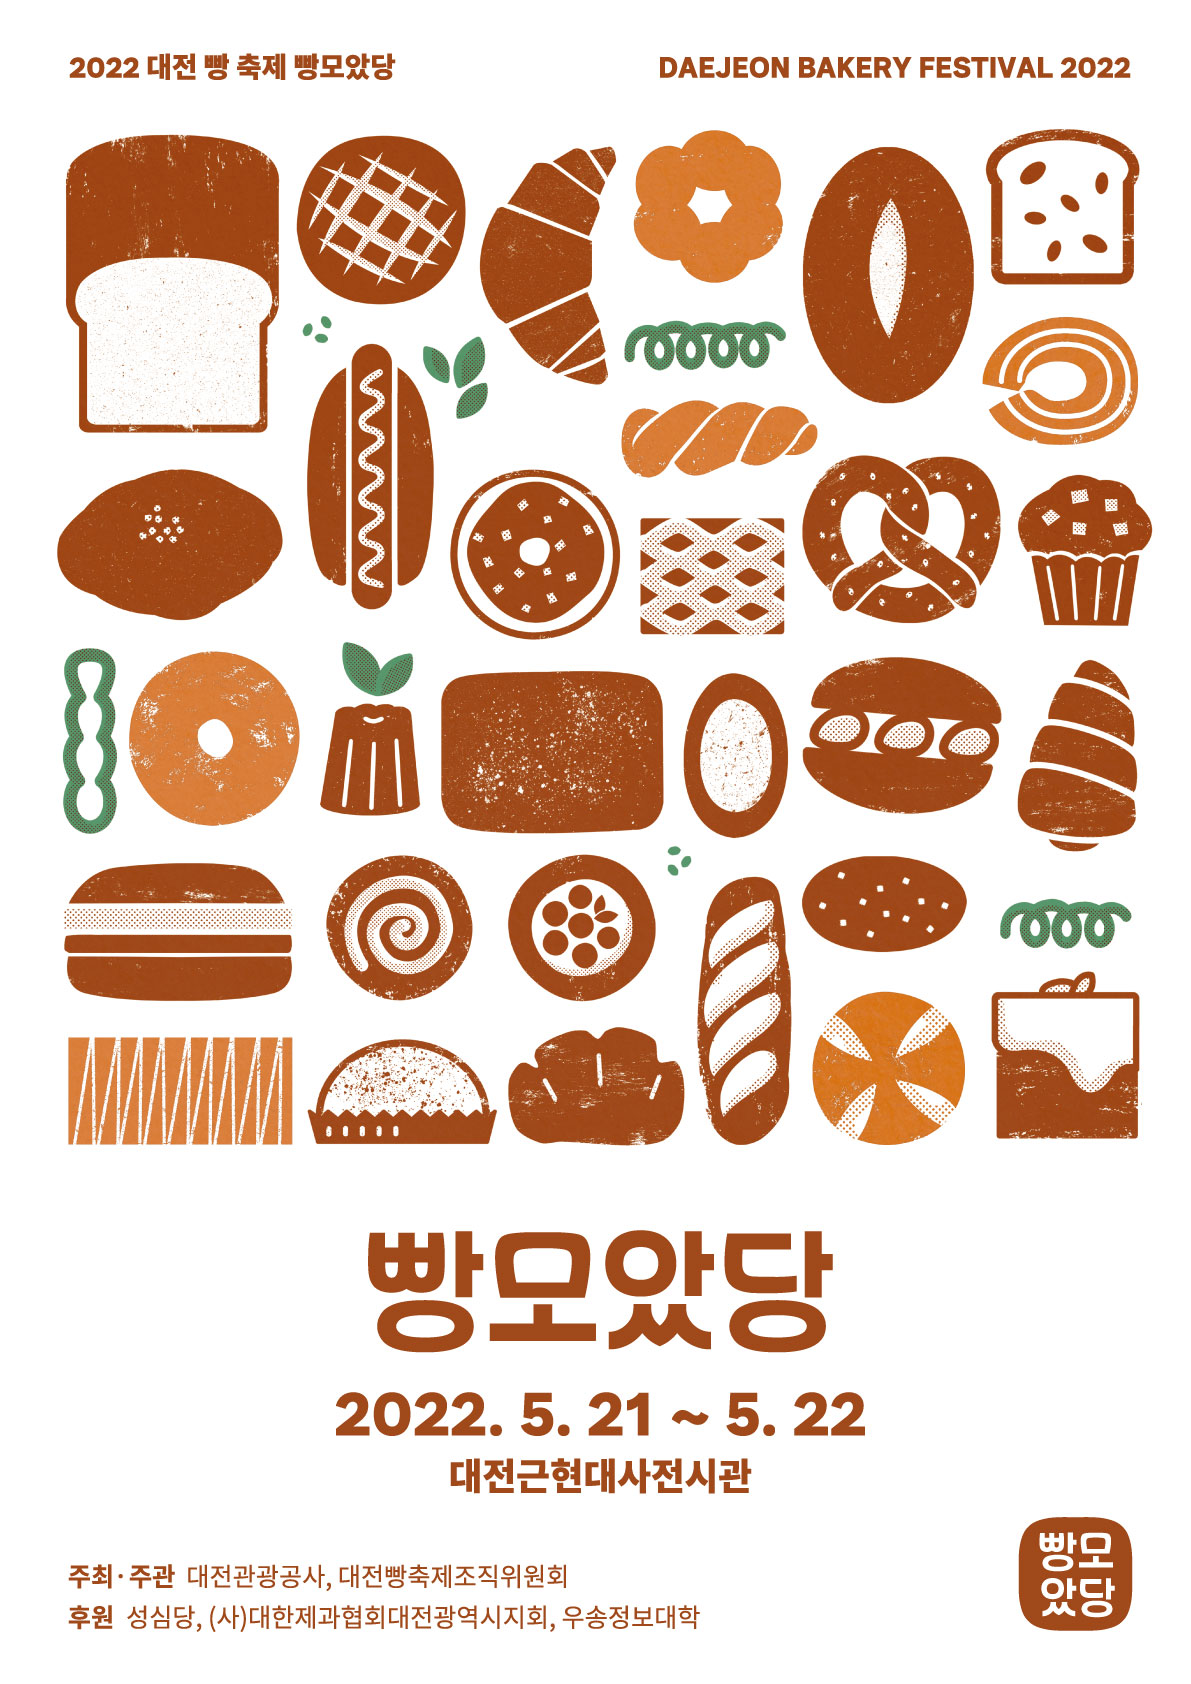 2022 대전 빵 축제 빵모았당
DAEJEON BAKERY FESTIVAL 2022
빵모았당
2022. 5. 21 ~ 5. 22
대전근현대사전시관
주최·주관 대전관광공사, 대전빵축제조직위원회
후원 성심당, (사)대한제과협회대전광역시지회, 우송정보대학
빵모
았당